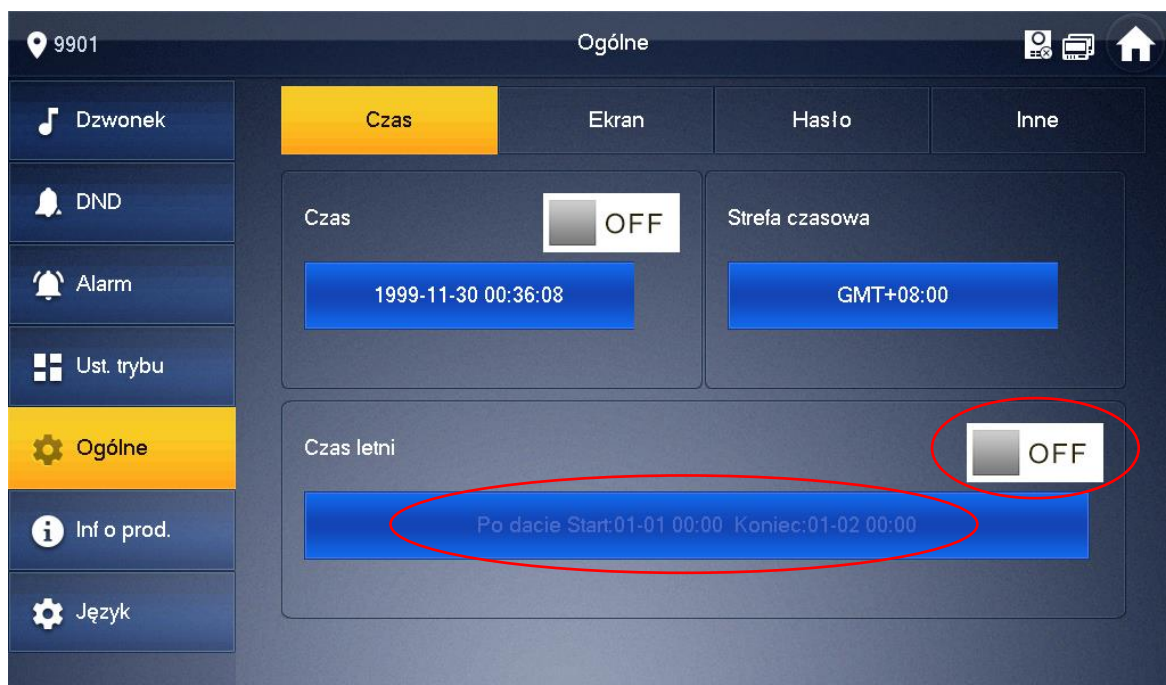 9901
Ogólne
Dzwonek
DND
Alarm
Ust. trybu
Ogólne
Inf o prod.
Język
Czas
Ekran
Hasło
Inne
Czas
OFF
1999-11-30 00:36:08
Strefa czasowa
GMT+08:00
Czas letni
OFF
Po dacie Start:01-01 00:00 Koniec:01-02 00:00